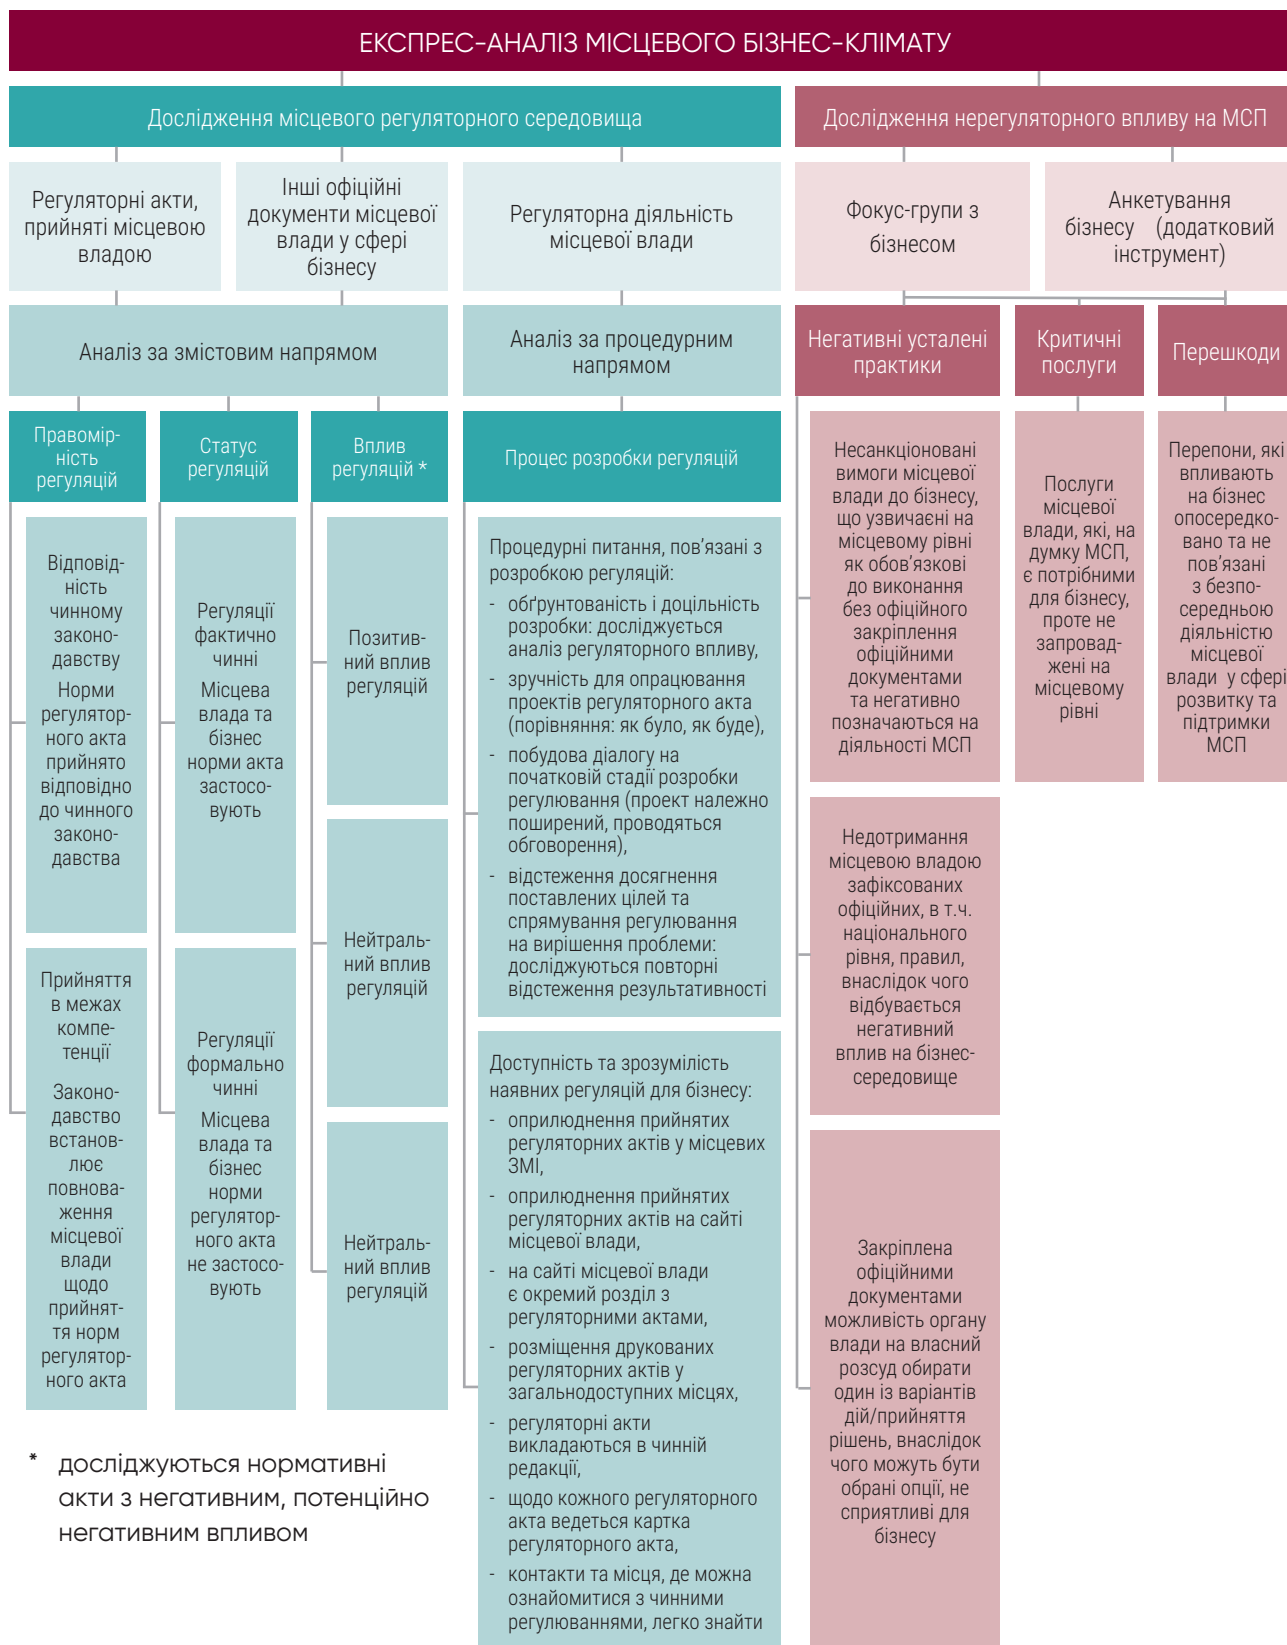 ЕКСПРЕС-АНАЛІЗ МІСЦЕВОГО БІЗНЕС-КЛІМАТУ
Дослідження місцевого регуляторного середовища
Дослідження нерегуляторного впливу на МСП
Регуляторні акти,
прийняті місцевою
владою
Інші офіційні
документи місцевої
влади у сфері
бізнесу
Регуляторна діяльність
місцевої влади
Фокус-групи з
бізнесом
Анкетування
бізнесу (додатковий
інструмент)
Аналіз за змістовим напрямом
Аналіз за процедурним
напрямом
Негативні усталені
практики
Критичні
послуги
Перешкоди
Правомір-
ність
регуляцій
Статус
регуляцій
Вплив
регуляцій *
Процес розробки регуляцій
Відповід-
ність
чинному
законо-
давству
Норми
регулятор-
ного акта
прийнято
відповідно
до чинного
законо-
давства
Прийняття
в межах
компе-
тенції
Законо-
давство
встанов-
лює
повнова-
ження
місцевої
влади
щодо
прийнят-
тя норм
регулятор-
ного акта
Регуляції
фактично
чинні
Місцева
влада та
бізнес
норми акта
застосо-
вують
Регуляції
формально
чинні
Місцева
влада та
бізнес
норми
регулятор-
ного акта
не застосо-
вують
Позитив-
ний вплив
регуляцій
Нейтраль-
ний вплив
регуляцій
Нейтраль-
ний вплив
регуляцій
Процедурні питання, пов’язані з
розробкою регуляцій:
- обґрунтованість і доцільність
розробки: досліджується
аналіз регуляторного впливу,
- зручність для опрацювання
проектів регуляторного акта
(порівняння: як було, як буде),
- побудова діалогу на
початковій стадії розробки
регулювання (проект належно
поширений, проводяться
обговорення),
- відстеження досягнення
поставлених цілей та
спрямування регулювання
на вирішення проблеми:
досліджуються повторні
відстеження результативності
Доступність та зрозумілість
наявних регуляцій для бізнесу:
- оприлюднення прийнятих
регуляторних актів у місцевих
ЗМІ,
- оприлюднення прийнятих
регуляторних актів на сайті
місцевої влади,
- на сайті місцевої влади
є окремий розділ з
регуляторними актами,
- розміщення друкованих
регуляторних актів у
загальнодоступних місцях,
- регуляторні акти
викладаються в чинній
редакції,
- щодо кожного регуляторного
акта ведеться картка
регуляторного акта,
- контакти та місця, де можна
ознайомитися з чинними
регулюваннями, легко знайти
Несанкціоновані
вимоги місцевої
влади до бізнесу,
що узвичаєні на
місцевому рівні
як обов’язкові
до виконання
без офіційного
закріплення
офіційними
документами
та негативно
позначаються на
діяльності МСП
Недотримання
місцевою владою
зафіксованих
офіційних, в т.ч.
національного
рівня, правил,
внаслідок чого
відбувається
негативний
вплив на бізнес-
середовище
Закріплена
офіційними
документами
можливість органу
влади на власний
розсуд обирати
один із варіантів
дій/прийняття
рішень, внаслідок
чого можуть бути
обрані опції, не
сприятливі для
бізнесу
Послуги
місцевої
влади, які, на
думку МСП,
є потрібними
для бізнесу,
проте не
запровад-
жені на
місцевому
рівні
Перепони, які
впливають
на бізнес
опосередко-
вано та не
пов’язані
з безпо-
середньою
діяльністю
місцевої
влади у сфері
розвитку та
підтримки
МСП
* досліджуються нормативні
акти з негативним, потенційно
негативним впливом